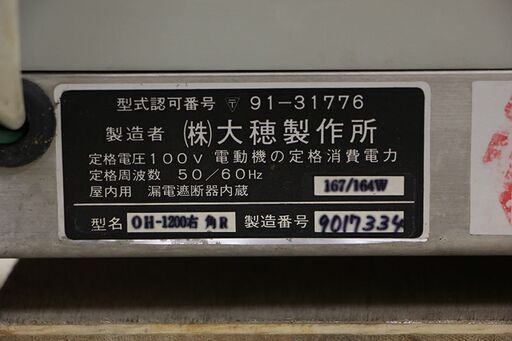 型式認可番号 〒 91-31776
製造者 (株)大穂製作所
定格電圧100V 電動機の定格消費電力
定格周波数 50/60Hz
屋内用 漏電遮断器内蔵 167/164W
型名 OH-1200右 角R 製造番号 9017334